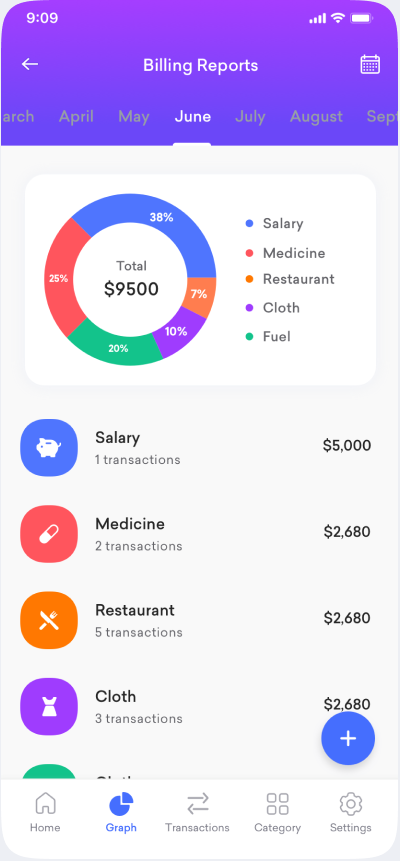 9:09
Billing Reports
arch April May June July August Sept
38%
25%
Total
$9500
7%
10%
20%
Salary
Medicine
Restaurant
Cloth
Fuel
Salary
1 transactions
$5,000
Medicine
2 transactions
$2,680
Restaurant
5 transactions
$2,680
Cloth
3 transactions
$2,680
Home Graph Transactions Category Settings